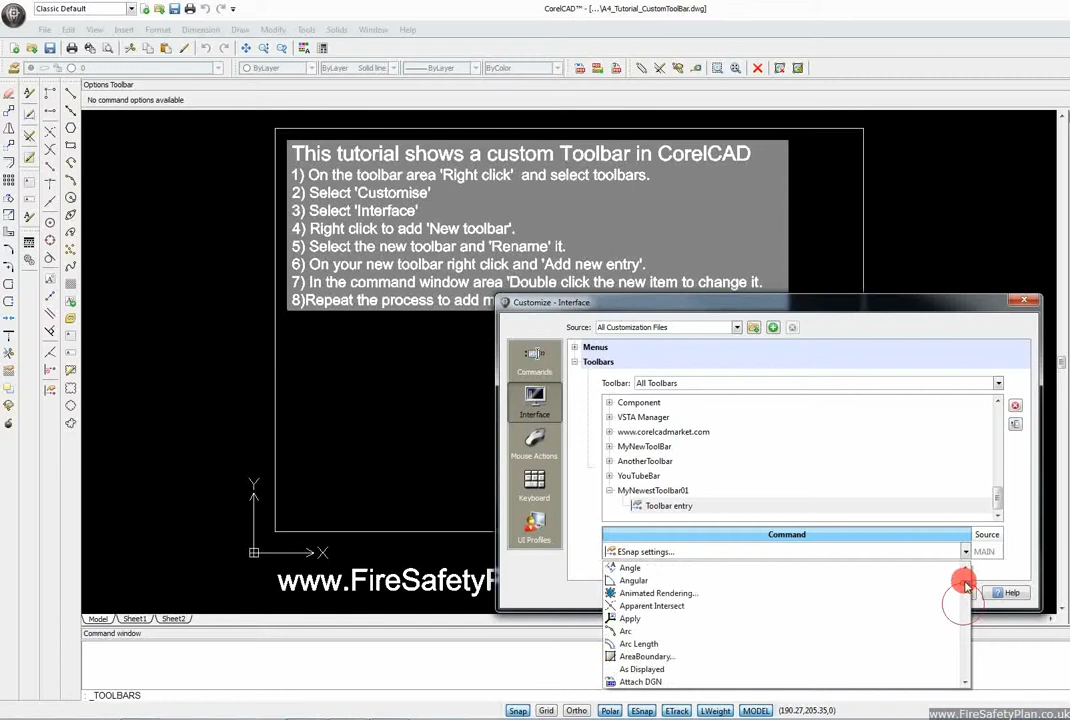 Classic Default
CorelCAD™ - [...\A4_Tutorial_CustomToolBar.dwg]
File Edit View Insert Format Dimension Draw Modify Tools Solids Window Help
0 ByLayer ByLayer Solid line ByLayer ByColor
Options Toolbar
No command options available
This tutorial shows a custom Toolbar in CorelCAD
1) On the toolbar area 'Right click' and select toolbars.
2) Select 'Customise'
3) Select 'Interface'
4) Right click to add 'New toolbar'.
5) Select the new toolbar and 'Rename' it.
6) On your new toolbar right click and 'Add new entry'.
7) In the command window area 'Double click the new item to change it.
8)Repeat the process to add m
Customize - Interface
Source: All Customization Files
Commands
Interface
Mouse Actions
Keyboard
UI Profiles
Menus
Toolbars
Toolbar: All Toolbars
Component
VSTA Manager
www.corelcadmarket.com
MyNewToolBar
AnotherToolbar
YouTubeBar
MyNewestToolbar01
Toolbar entry
Command Source
ESnap settings... MAIN
Angle
Angular
Animated Rendering...
Apparent Intersect
Apply
Arc
Arc Length
AreaBoundary...
As Displayed
Attach DGN
Help
Y
X
www.FireSafetyP
Model Sheet1 Sheet2
Command window
: _TOOLBARS
Snap Grid Ortho Polar ESnap ETrack LWeight MODEL (190.27,205.35,0)
www.FireSafetyPlan.co.uk